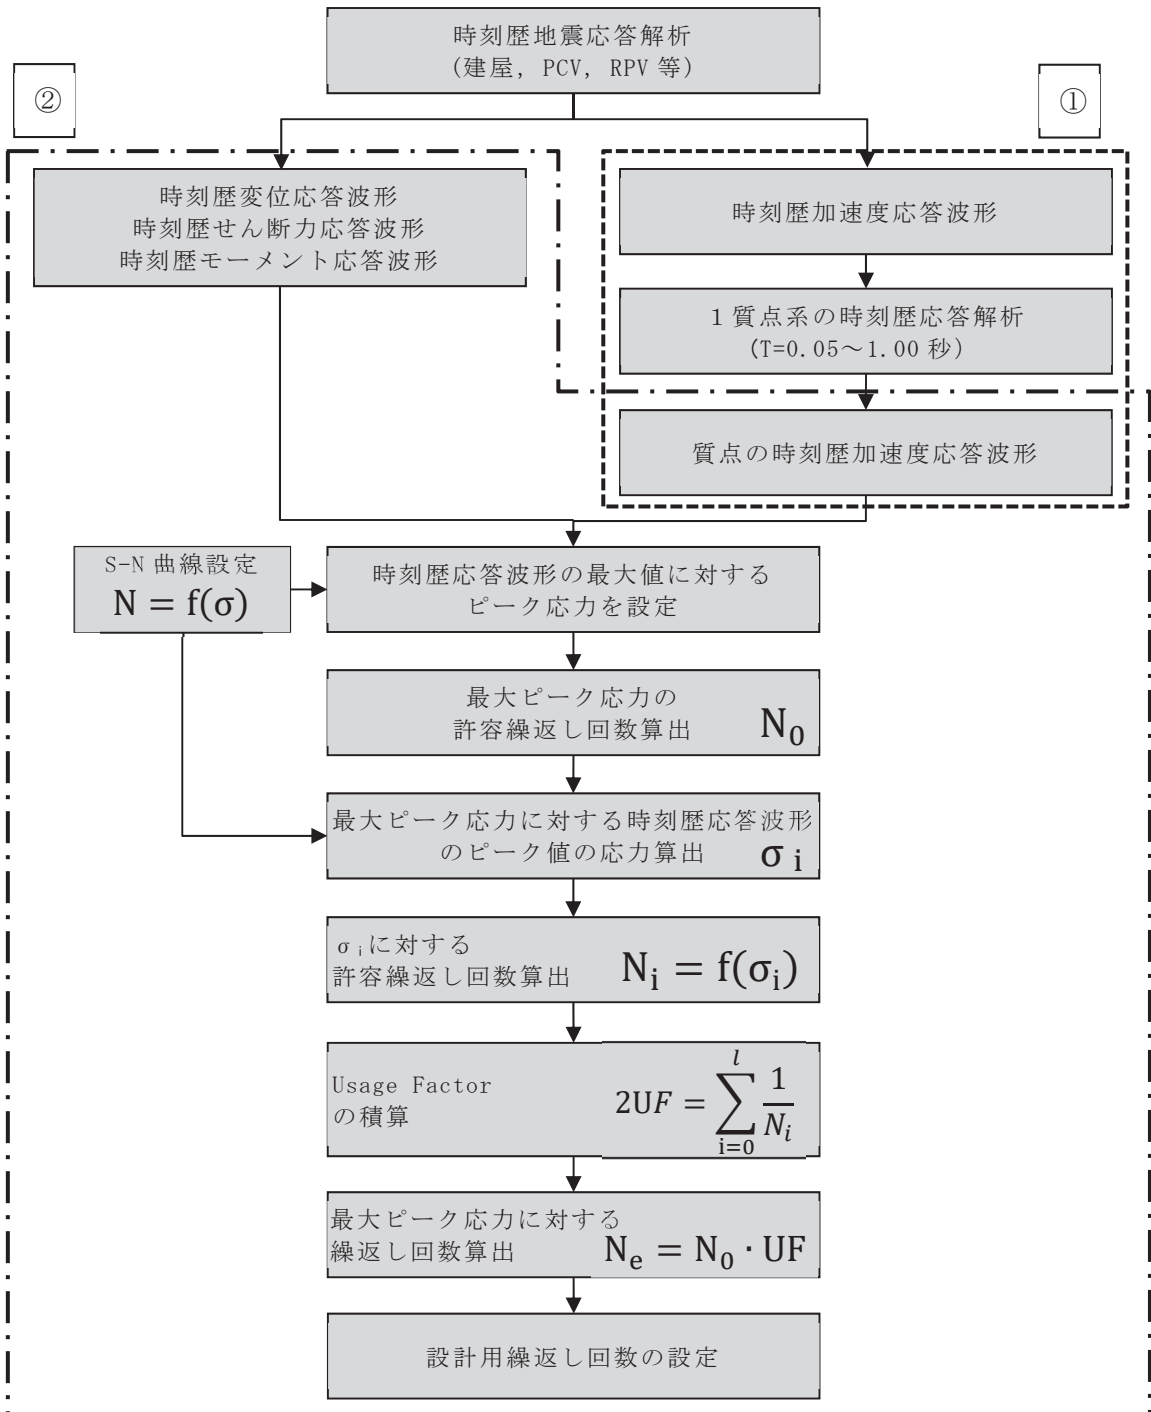 時刻歴地震応答解析
(建屋, PCV, RPV 等)
②
①
時刻歴変位応答波形
時刻歴せん断力応答波形
時刻歴モーメント応答波形
時刻歴加速度応答波形
1 質点系の時刻歴応答解析
(T=0.05～1.00 秒)
質点の時刻歴加速度応答波形
S-N 曲線設定
N = f(σ)
時刻歴応答波形の最大値に対する
ピーク応力を設定
最大ピーク応力の
許容繰返し回数算出 N₀
最大ピーク応力に対する時刻歴応答波形
のピーク値の応力算出 σ i
σ i に対する
許容繰返し回数算出 Nᵢ = f(σᵢ)
Usage Factor
の積算
2UF = \sum_{i=0}^{l} \frac{1}{N_i}
最大ピーク応力に対する
繰返し回数算出 Nₑ = N₀ · UF
設計用繰返し回数の設定